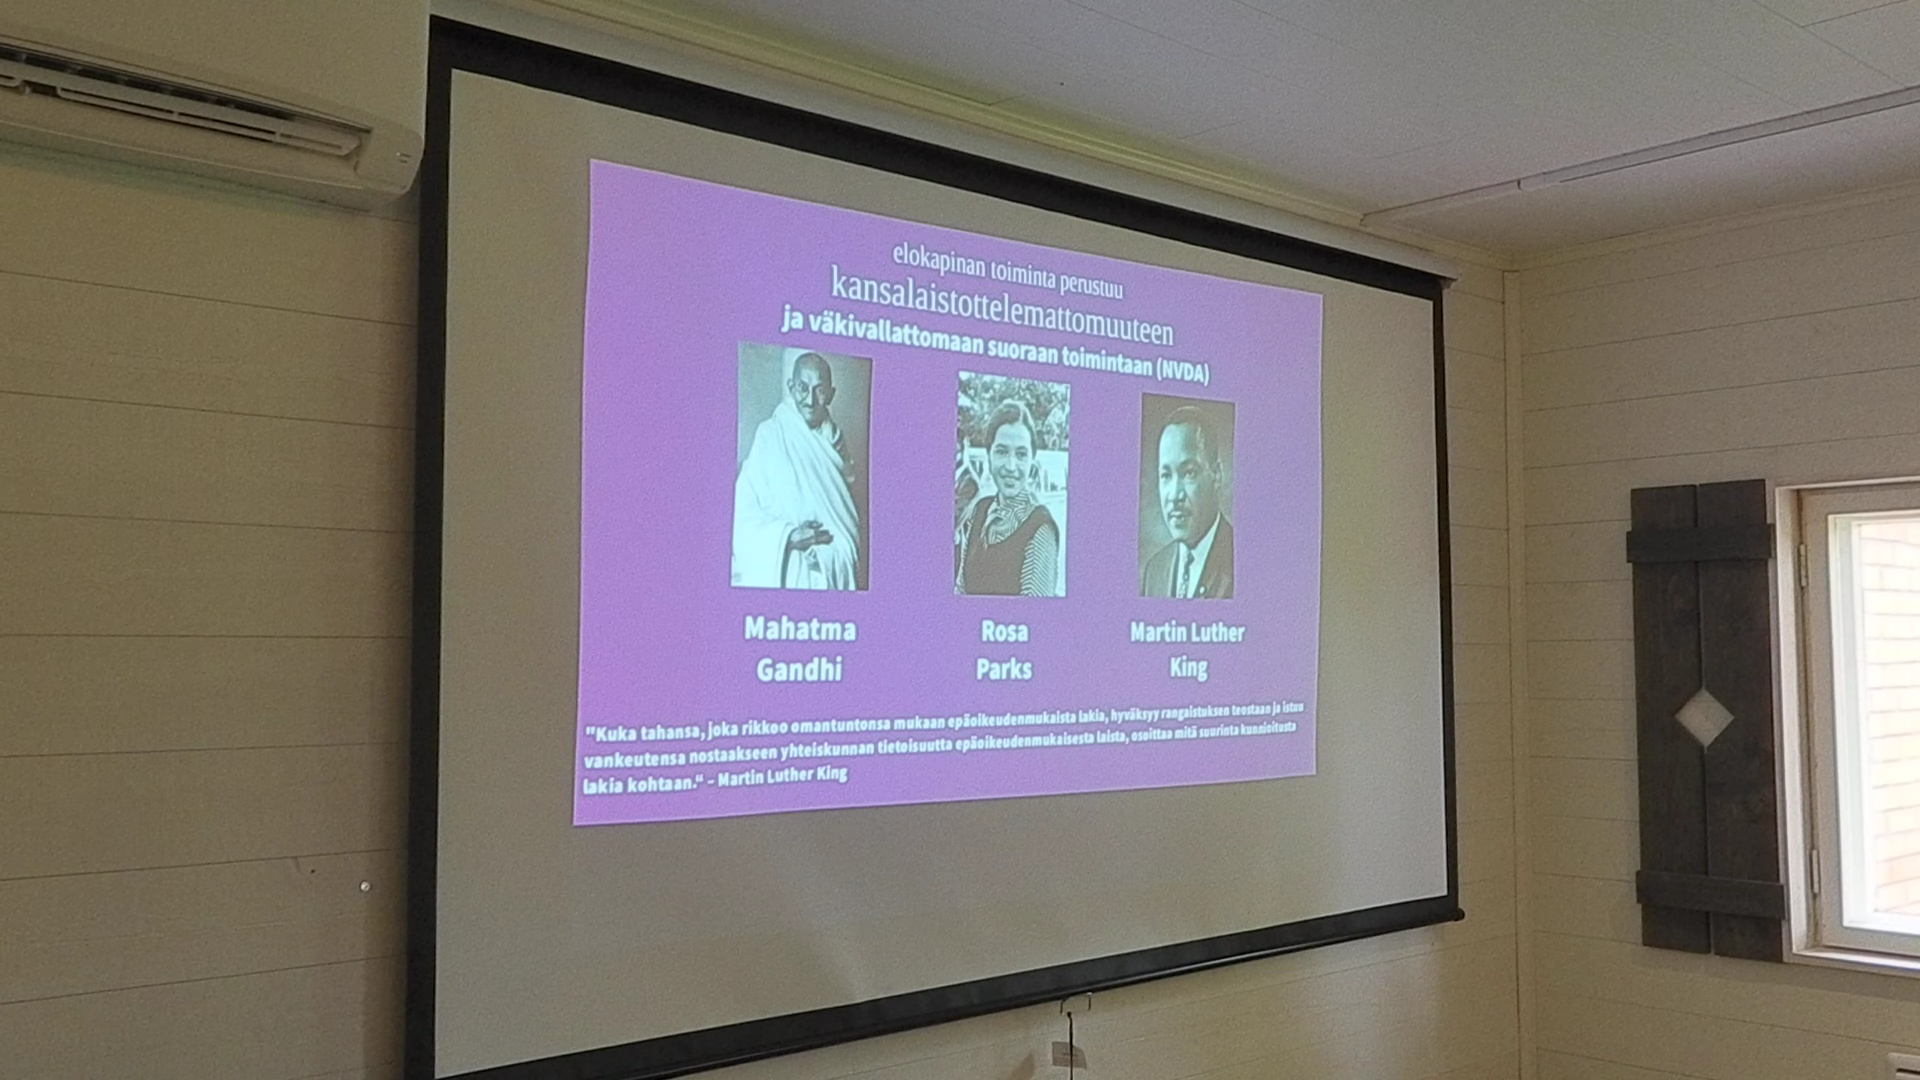 elokapinan toiminta perustuu
kansalaistottelemattomuuteen
ja väkivallattomaan suoraan toimintaan (NVDA)
Mahatma
Gandhi
Rosa
Parks
Martin Luther
King
"Kuka tahansa, joka rikkoo omantuntonsa mukaan epäoikeudenmukaista lakia, hyväksyy rangaistuksen teostaan ja istuu
vankeutensa nostaakseen yhteiskunnan tietoisuutta epäoikeudenmukaisesta laista, osoittaa mitä suurinta kunnioitusta
lakia kohtaan.“ – Martin Luther King